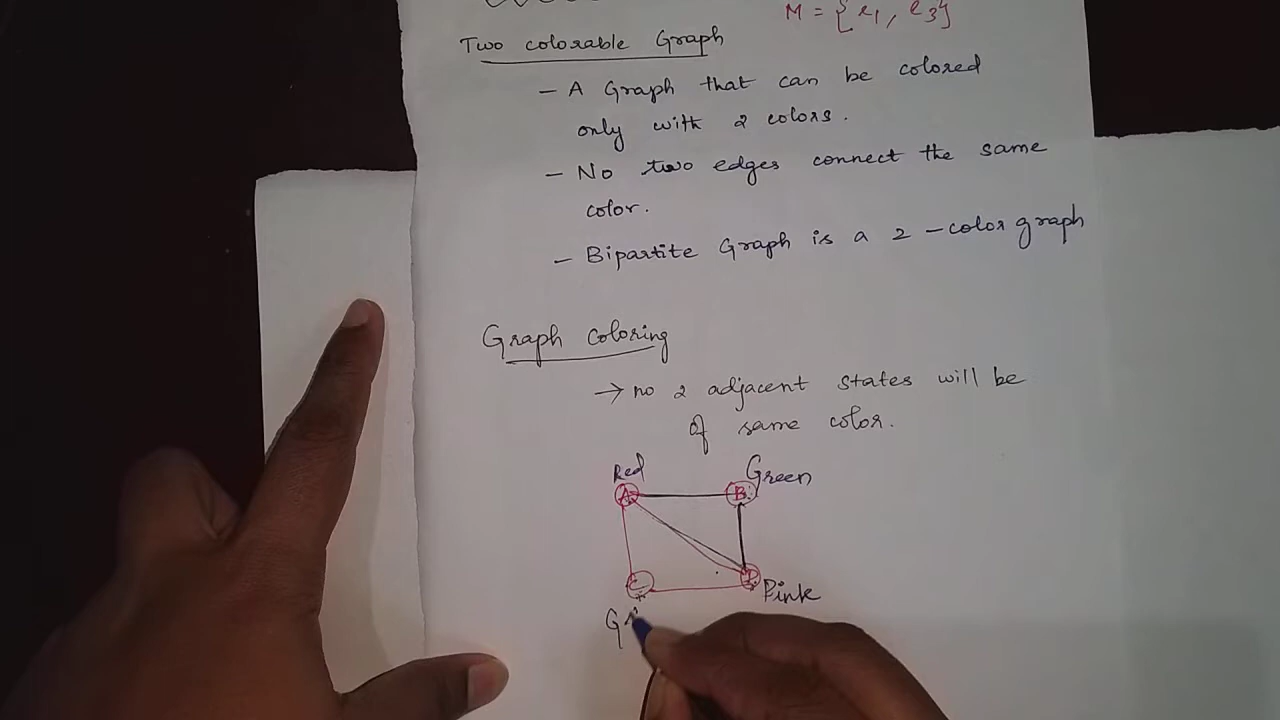 M = {e1, e3}
Two colorable Graph
- A Graph that can be colored
only with 2 colors.
- No two edges connect the same
color.
- Bipartite Graph is a 2 - color graph
Graph Coloring
→ no 2 adjacent states will be
of same color.
Red
Green
A
B
C
D
Pink
Gr